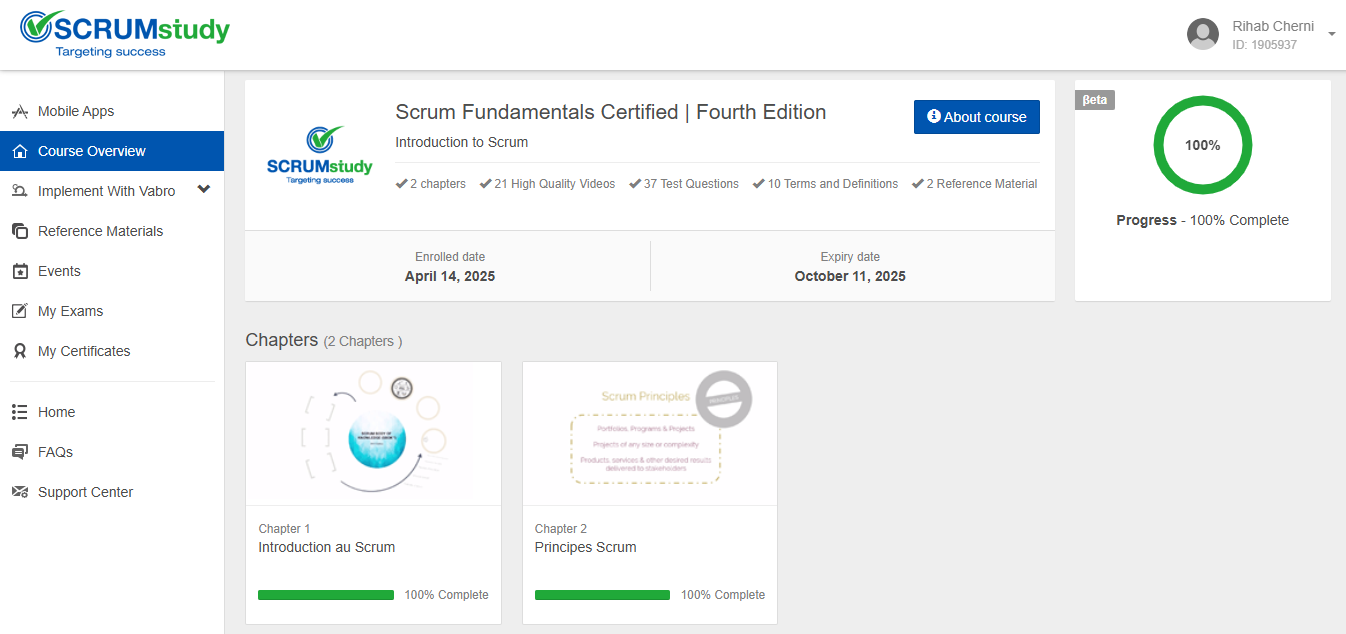 SCRUMstudy
Targeting success
Rihab Cherni
ID: 1905937
Mobile Apps
Course Overview
Implement With Vabro
Reference Materials
Events
My Exams
My Certificates
Home
FAQs
Support Center
SCRUMstudy
Targeting success
Scrum Fundamentals Certified | Fourth Edition
Introduction to Scrum
About course
2 chapters 21 High Quality Videos 37 Test Questions 10 Terms and Definitions 2 Reference Material
Enrolled date
April 14, 2025
Expiry date
October 11, 2025
βeta
100%
Progress - 100% Complete
Chapters (2 Chapters )
Chapter 1
Introduction au Scrum
100% Complete
Scrum Principles
PRINCIPLES
Portfolios, Programs & Projects
Projects of any size or complexity
Products, services & other desired results
delivered to stakeholders
Chapter 2
Principes Scrum
100% Complete